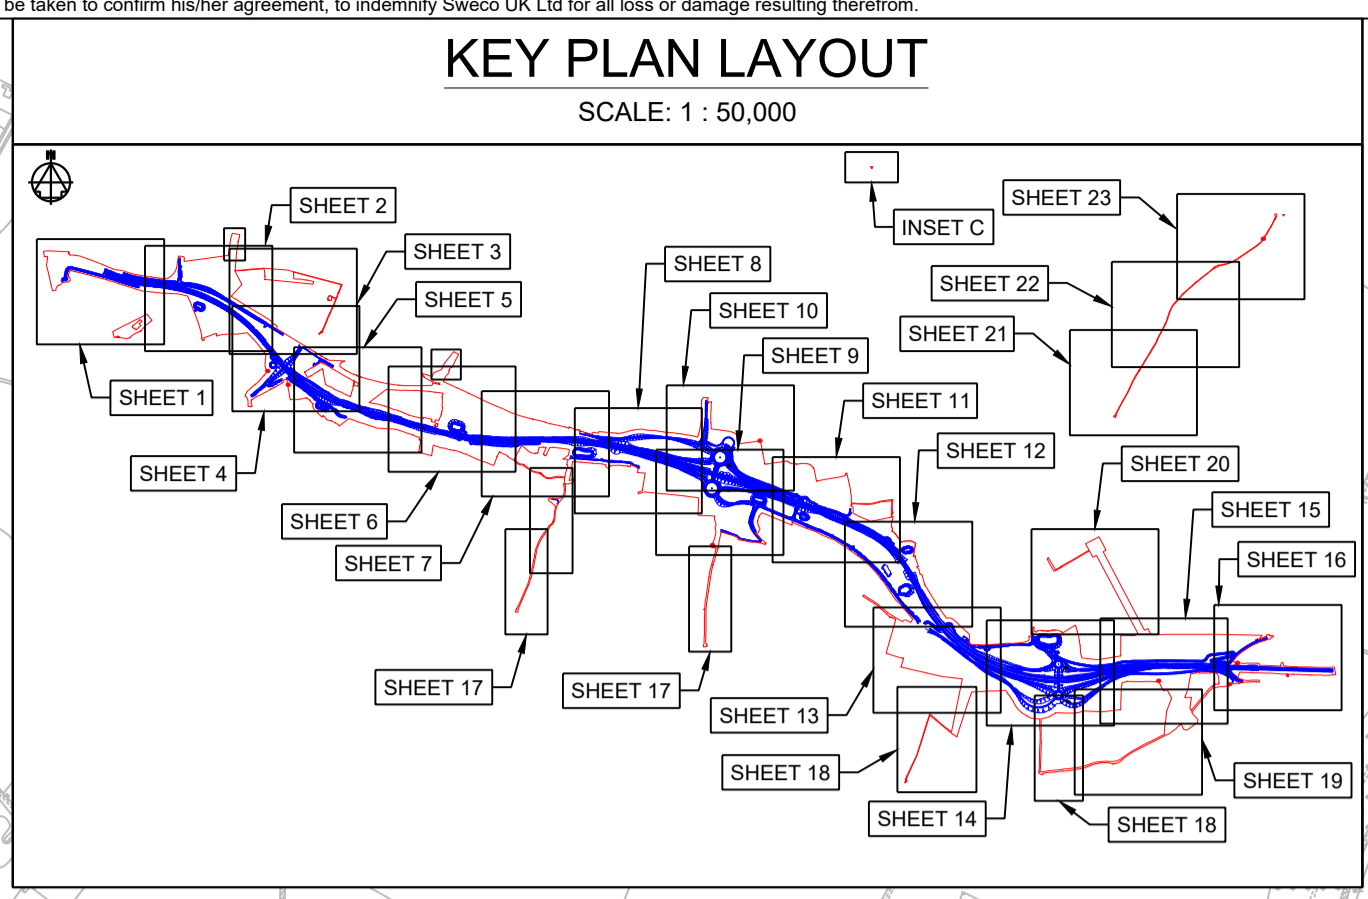 be taken to confirm his/her agreement, to indemnify Sweco UK Ltd for all loss or damage resulting therefrom.
KEY PLAN LAYOUT
SCALE: 1 : 50,000
N
SHEET 2
SHEET 3
SHEET 5
SHEET 1
SHEET 4
SHEET 6
SHEET 7
SHEET 8
SHEET 10
SHEET 9
SHEET 11
SHEET 12
INSET C
SHEET 23
SHEET 22
SHEET 21
SHEET 20
SHEET 15
SHEET 16
SHEET 17
SHEET 17
SHEET 13
SHEET 18
SHEET 14
SHEET 18
SHEET 19